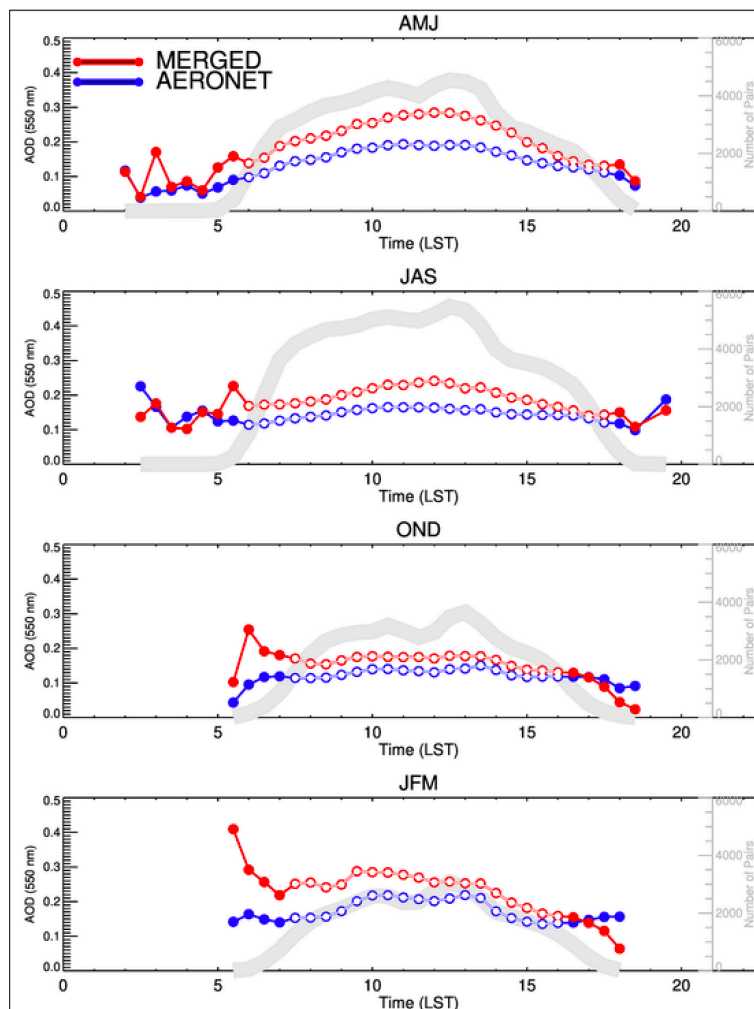 AMJ
MERGED
AERONET
AOD (550 nm)
0.5
0.4
0.3
0.2
0.1
0.0
6000
4000
2000
0
Number of Pairs
0 5 10 15 20
Time (LST)
JAS
AOD (550 nm)
0.5
0.4
0.3
0.2
0.1
0.0
6000
4000
2000
0
Number of Pairs
0 5 10 15 20
Time (LST)
OND
AOD (550 nm)
0.5
0.4
0.3
0.2
0.1
0.0
6000
4000
2000
0
Number of Pairs
0 5 10 15 20
Time (LST)
JFM
AOD (550 nm)
0.5
0.4
0.3
0.2
0.1
0.0
6000
4000
2000
0
Number of Pairs
0 5 10 15 20
Time (LST)